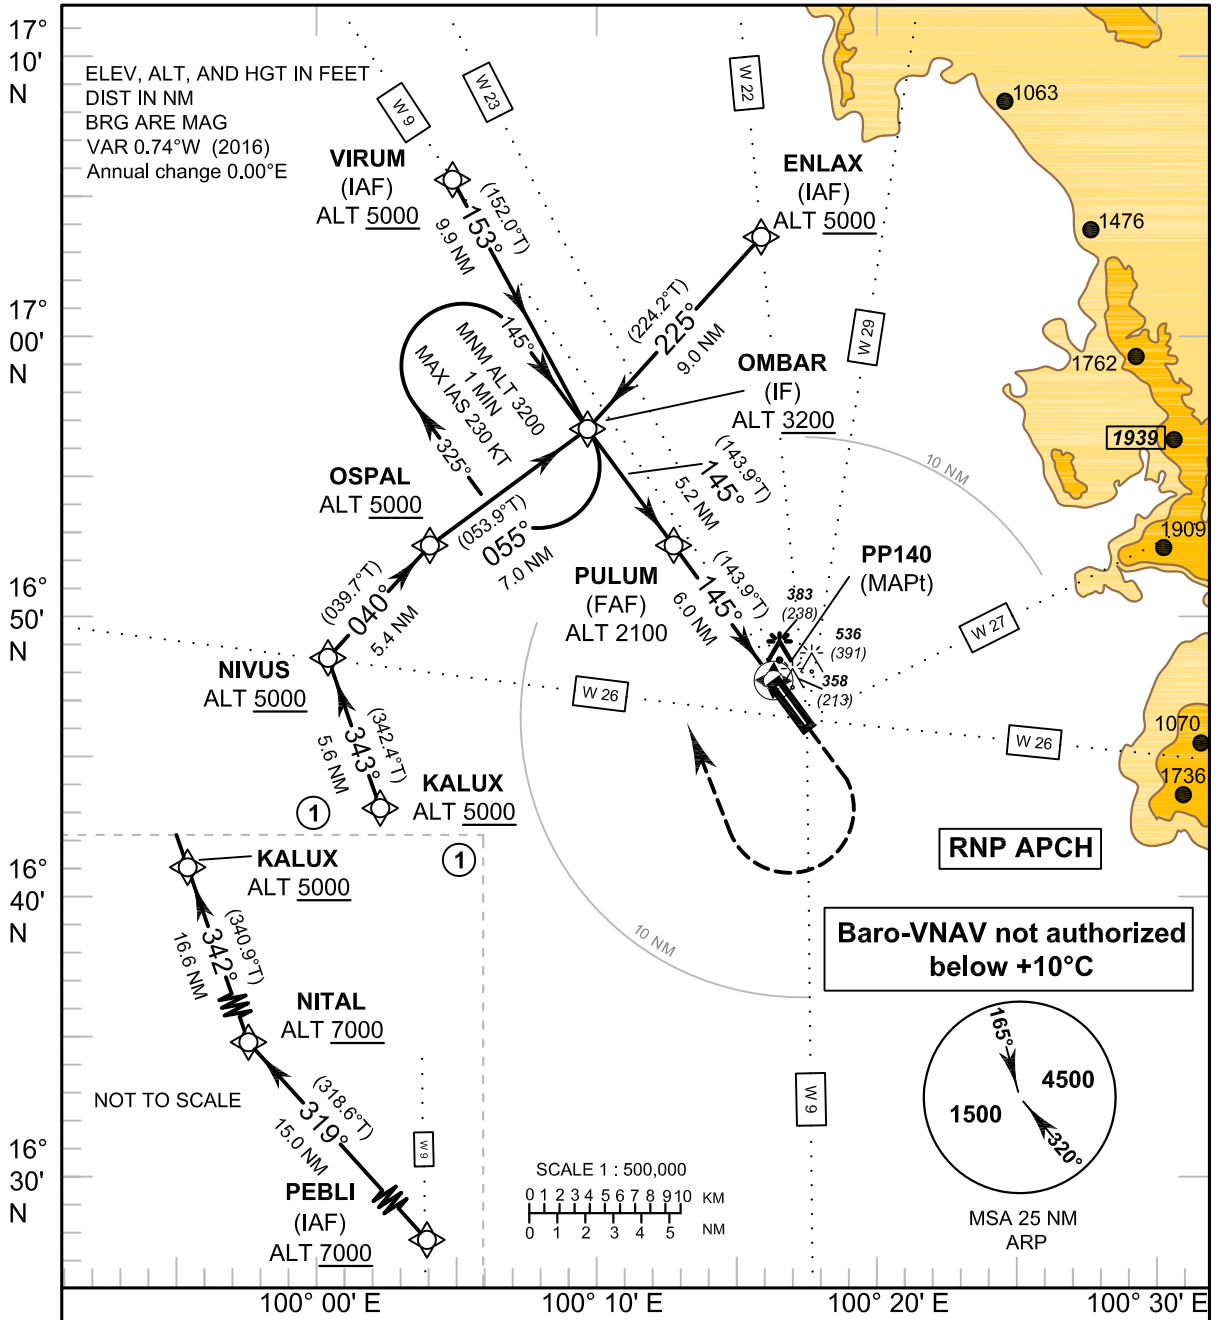 17°
10'
N
ELEV, ALT, AND HGT IN FEET
DIST IN NM
BRG ARE MAG
VAR 0.74°W (2016)
Annual change 0.00°E
W 9
W 23
W 22
1063
VIRUM
(IAF)
ALT 5000
(152.0°T)
153°
9.9 NM
ENLAX
(IAF)
ALT 5000
(224.2°T)
225°
9.0 NM
1476
17°
00'
N
W 29
1762
145°
MNM ALT 3200
1 MIN
MAX IAS 230 KT
325°
OMBAR
(IF)
ALT 3200
1939
10 NM
OSPAL
ALT 5000
(053.9°T)
055°
7.0 NM
(143.9°T)
145°
5.2 NM
1909
PULUM
(FAF)
ALT 2100
(143.9°T)
145°
6.0 NM
PP140
(MAPt)
383
(238)
536
(391)
358
(213)
16°
50'
N
(039.7°T)
040°
5.4 NM
W 27
NIVUS
ALT 5000
W 26
W 26
1070
1736
(342.4°T)
343°
5.6 NM
KALUX
ALT 5000
1
1
RNP APCH
16°
40'
N
KALUX
ALT 5000
(340.9°T)
342°
16.6 NM
10 NM
Baro-VNAV not authorized
below +10°C
NITAL
ALT 7000
NOT TO SCALE
(318.6°T)
319°
15.0 NM
W 9
W 9
165°
4500
1500
320°
MSA 25 NM
ARP
16°
30'
N
PEBLI
(IAF)
ALT 7000
SCALE 1 : 500,000
0 1 2 3 4 5 6 7 8 9 10 KM
0 1 2 3 4 5 NM
100° 00' E
100° 10' E
100° 20' E
100° 30' E